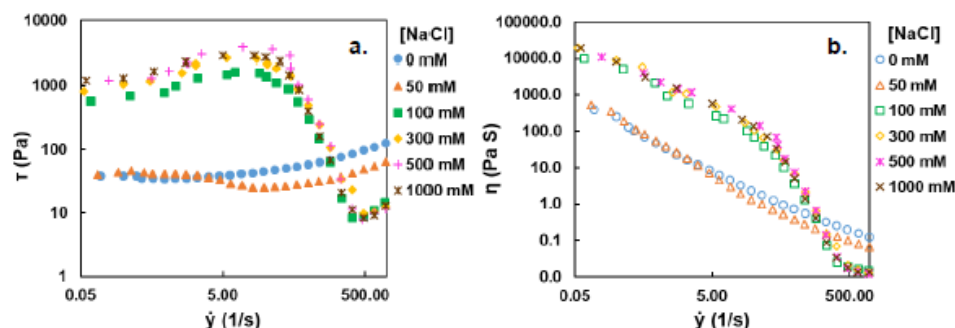 10000
1000
100
10
1
τ (Pa)
0.05
5.00
500.00
ẏ (1/s)
a.
[NaCl]
0 mM
50 mM
100 mM
300 mM
500 mM
1000 mM
100000.0
10000.0
1000.0
100.0
10.0
1.0
0.1
0.0
η (Pa S)
0.05
5.00
500.00
ẏ (1/s)
b.
[NaCl]
0 mM
50 mM
100 mM
300 mM
500 mM
1000 mM